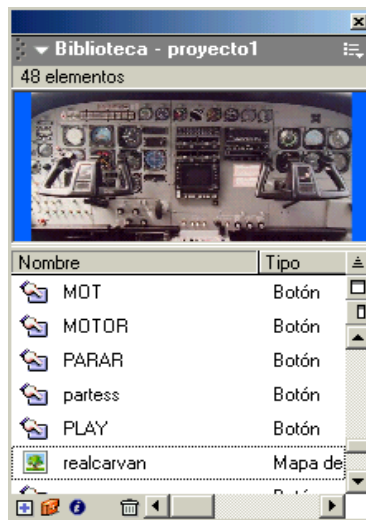 Biblioteca - proyecto1
48 elementos
Nombre Tipo
MOT Botón
MOTOR Botón
PARAR Botón
partess Botón
PLAY Botón
realcarvan Mapa de